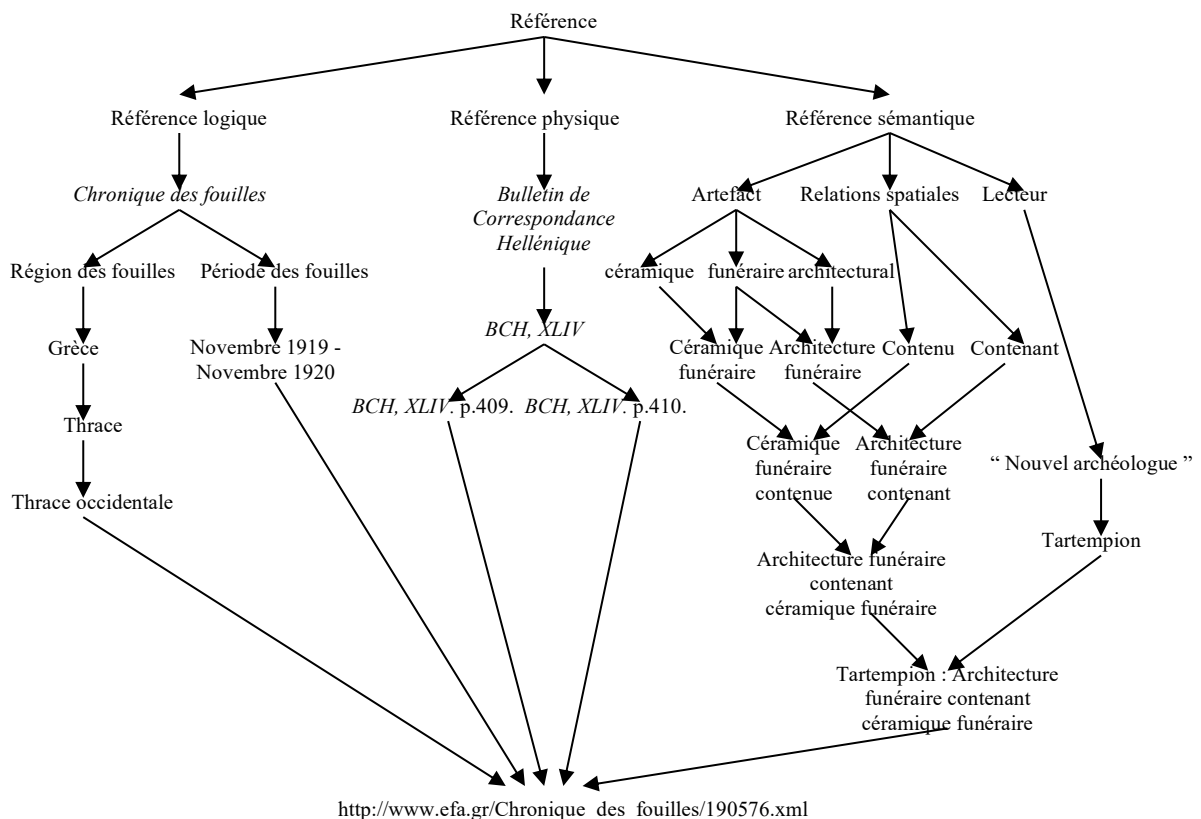 Référence
Référence logique
Référence physique
Référence sémantique
Chronique des fouilles
Bulletin de
Correspondance
Hellénique
Artefact
Relations spatiales
Lecteur
Région des fouilles
Période des fouilles
céramique
funéraire
architectural
Grèce
Novembre 1919 -
Novembre 1920
BCH, XLIV
Céramique
funéraire
Architecture
funéraire
Contenu
Contenant
Thrace
BCH, XLIV. p.409.
BCH, XLIV. p.410.
Thrace occidentale
Céramique
funéraire
contenue
Architecture
funéraire
contenant
“ Nouvel archéologue ”
Tartempion
Architecture funéraire
contenant
céramique funéraire
Tartempion : Architecture
funéraire contenant
céramique funéraire
http://www.efa.gr/Chronique_des_fouilles/190576.xml